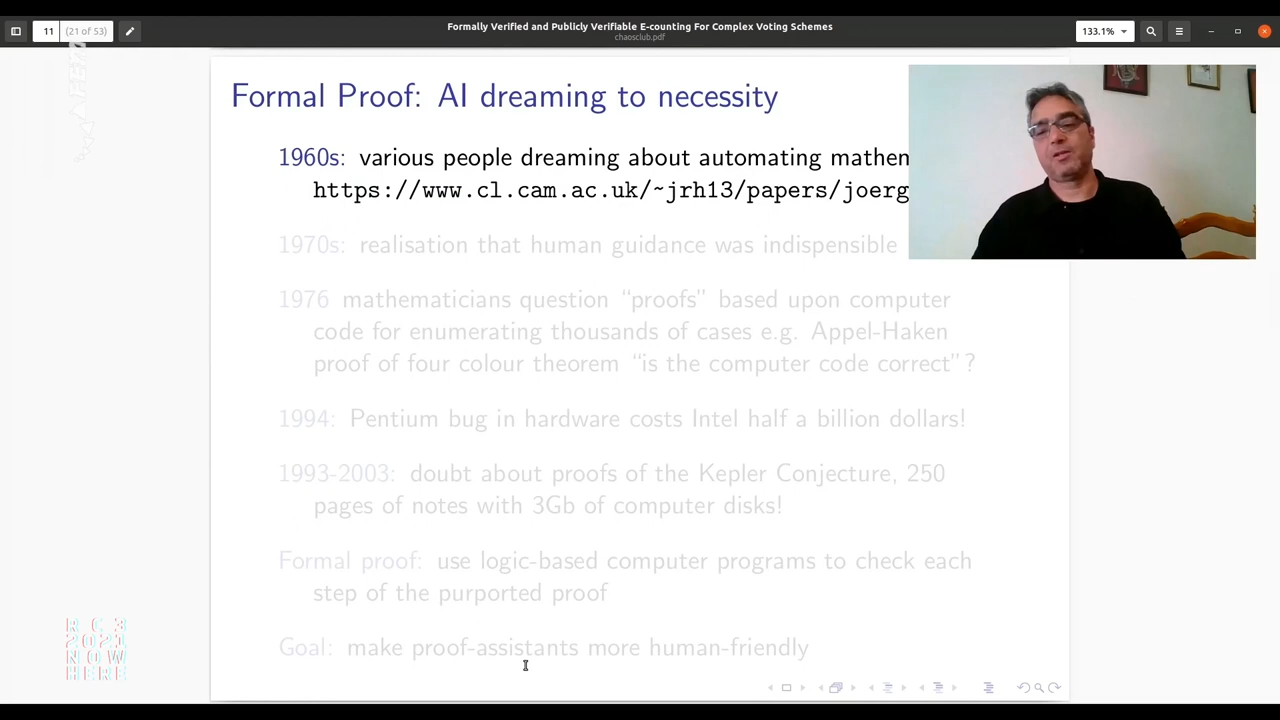 11 (21 of 53)
Formally Verified and Publicly Verifiable E-counting For Complex Voting Schemes
chaosclub.pdf
133.1%
Formal Proof: AI dreaming to necessity
1960s: various people dreaming about automating mathem
https://www.cl.cam.ac.uk/~jrh13/papers/joerg
1970s: realisation that human guidance was indispensible
1976 mathematicians question “proofs” based upon computer
code for enumerating thousands of cases e.g. Appel-Haken
proof of four colour theorem “is the computer code correct”?
1994: Pentium bug in hardware costs Intel half a billion dollars!
1993-2003: doubt about proofs of the Kepler Conjecture, 250
pages of notes with 3Gb of computer disks!
Formal proof: use logic-based computer programs to check each
step of the purported proof
Goal: make proof-assistants more human-friendly
R C 3
2021
NOW
HERE